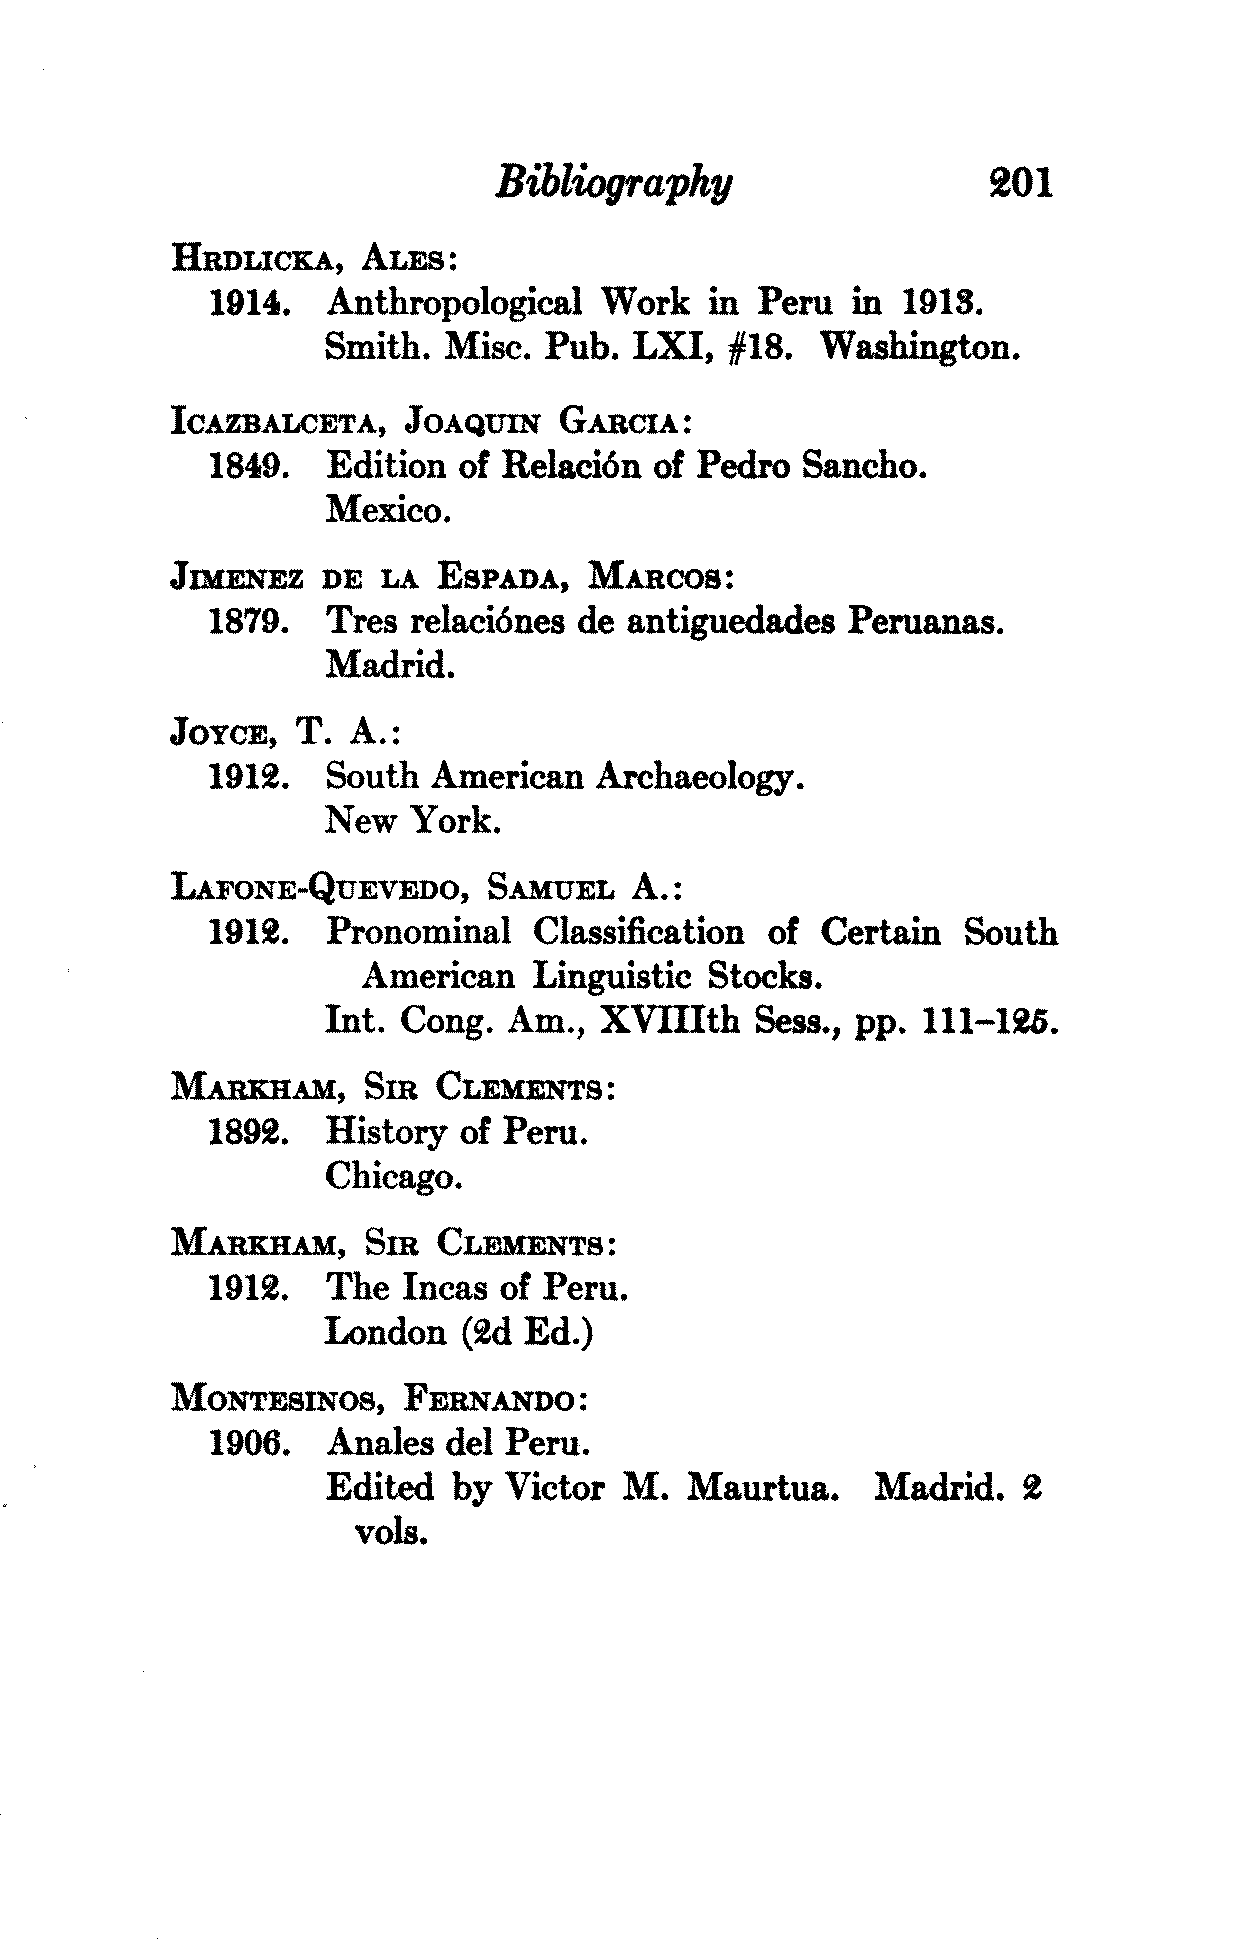 Bibliography 201
HRDLICKA, ALES:
1914. Anthropological Work in Peru in 1913.
Smith. Misc. Pub. LXI, #18. Washington.
ICAZBALCETA, JOAQUIN GARCIA:
1849. Edition of Relación of Pedro Sancho.
Mexico.
JIMENEZ DE LA ESPADA, MARCOS:
1879. Tres relaciónes de antiguedades Peruanas.
Madrid.
JOYCE, T. A.:
1912. South American Archaeology.
New York.
LAFONE-QUEVEDO, SAMUEL A.:
1912. Pronominal Classification of Certain South
American Linguistic Stocks.
Int. Cong. Am., XVIIIth Sess., pp. 111–125.
MARKHAM, SIR CLEMENTS:
1892. History of Peru.
Chicago.
MARKHAM, SIR CLEMENTS:
1912. The Incas of Peru.
London (2d Ed.)
MONTESINOS, FERNANDO:
1906. Anales del Peru.
Edited by Victor M. Maurtua. Madrid. 2
vols.